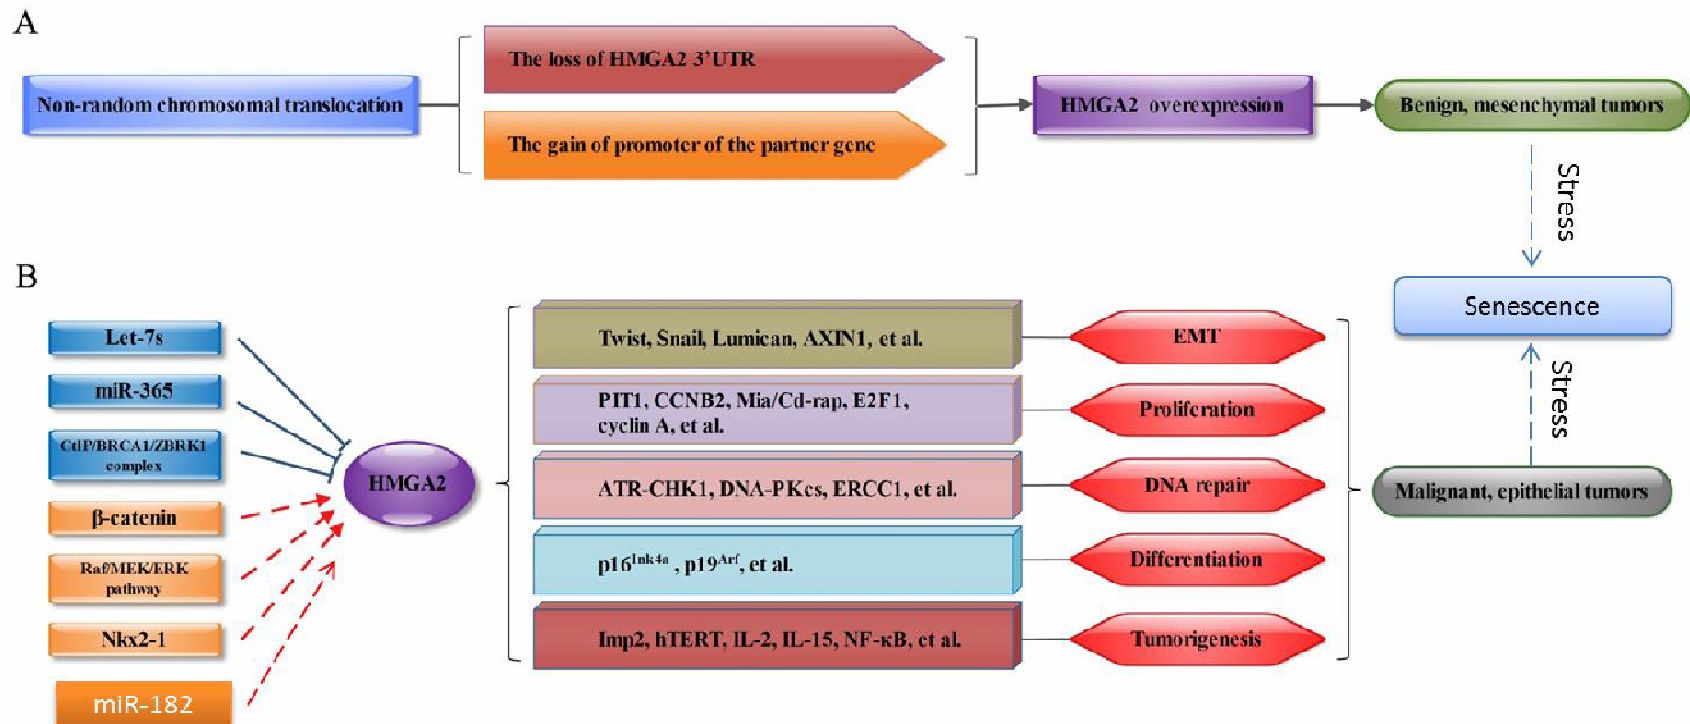 A
The loss of HMGA2 3'UTR
Non-random chromosomal translocation
HMGA2 overexpression
Benign, mesenchymal tumors
The gain of promoter of the partner gene
Stress
B
Senescence
Let-7s
miR-365
CtIP/BRCA1/ZBRK1
complex
β-catenin
Raf/MEK/ERK
pathway
Nkx2-1
miR-182
HMGA2
Twist, Snail, Lumican, AXIN1, et al.
EMT
PIT1, CCNB2, Mia/Cd-rap, E2F1,
cyclin A, et al.
Proliferation
ATR-CHK1, DNA-PKcs, ERCC1, et al.
DNA repair
p16Ink4a , p19Arf, et al.
Differentiation
Imp2, hTERT, IL-2, IL-15, NF-κB, et al.
Tumorigenesis
Stress
Malignant, epithelial tumors